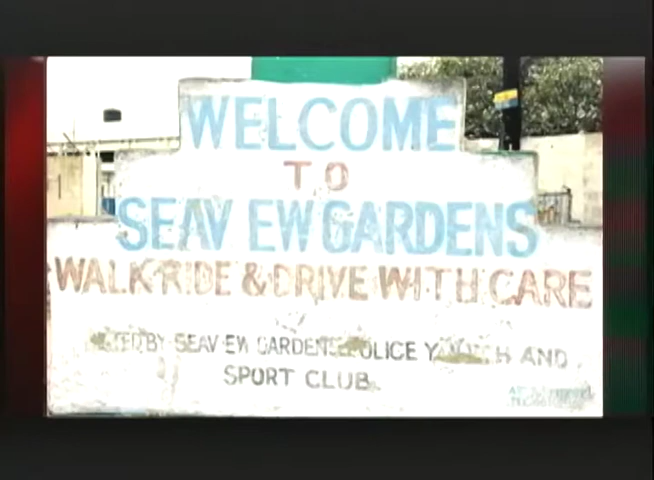 WELCOME
TO
SEAV EW GARDENS
WALK RIDE & DRIVE WITH CARE
BY SEAV EW GARDENS POLICE AND
SPORT CLUB